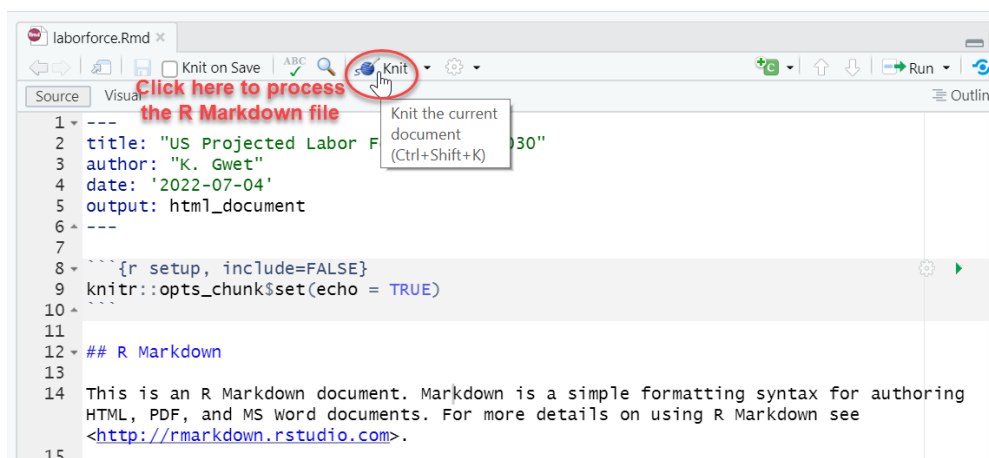 laborforce.Rmd
Knit on Save ABC Knit Run
Click here to process
the R Markdown file
Source Visual Outlin
Knit the current
document
(Ctrl+Shift+K)
1 ---
2 title: "US Projected Labor F 030"
3 author: "K. Gwet"
4 date: '2022-07-04'
5 output: html_document
6 ---
7
8 ```{r setup, include=FALSE}
9 knitr::opts_chunk$set(echo = TRUE)
10 ```
11
12 ## R Markdown
13
14 This is an R Markdown document. Markdown is a simple formatting syntax for authoring
HTML, PDF, and MS Word documents. For more details on using R Markdown see
<http://rmarkdown.rstudio.com>.
15